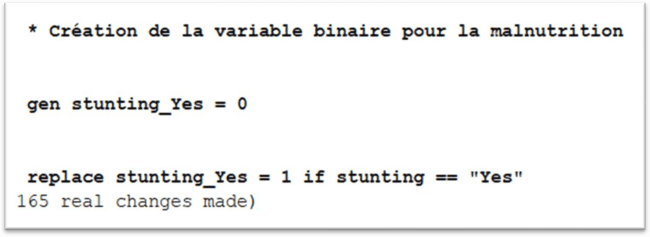 * Création de la variable binaire pour la malnutrition
gen stunting_Yes = 0
replace stunting_Yes = 1 if stunting == "Yes"
165 real changes made)